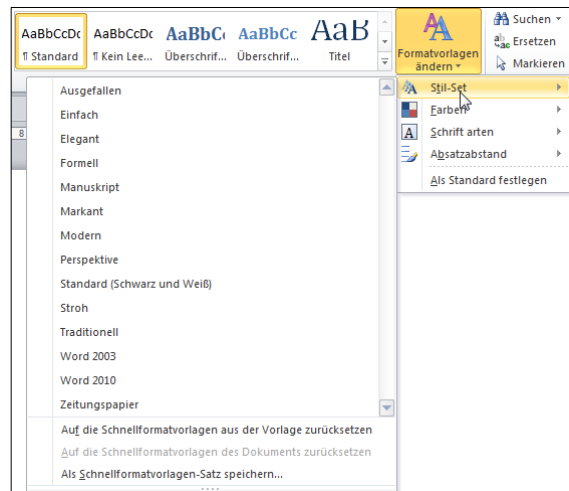 AaBbCcDc AaBbCcDc AaBbC AaBbCc AaB
¶ Standard ¶ Kein Lee... Überschrif... Überschrif... Titel
Formatvorlagen
ändern
Suchen
Ersetzen
Markieren
Stil-Set
Farben
Schrift arten
Absatzabstand
Als Standard festlegen
8
Ausgefallen
Einfach
Elegant
Formell
Manuskript
Markant
Modern
Perspektive
Standard (Schwarz und Weiß)
Stroh
Traditionell
Word 2003
Word 2010
Zeitungspapier
Auf die Schnellformatvorlagen aus der Vorlage zurücksetzen
Auf die Schnellformatvorlagen des Dokuments zurücksetzen
Als Schnellformatvorlagen-Satz speichern...